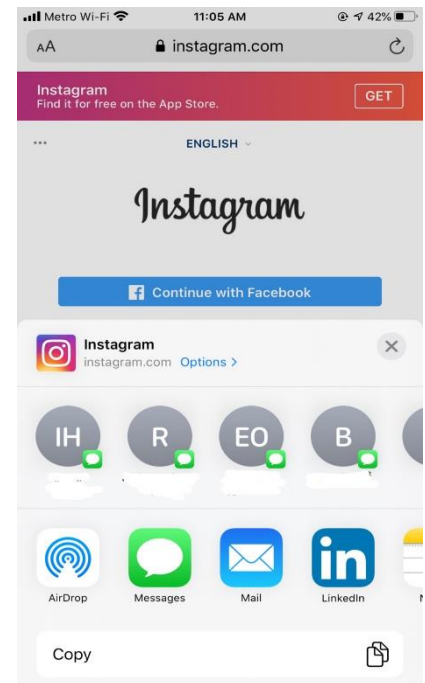 Metro Wi-Fi 11:05 AM 42%
AA instagram.com
Instagram
Find it for free on the App Store.
GET
... ENGLISH
Instagram
f Continue with Facebook
Instagram
instagram.com Options >
IH R EO B
AirDrop Messages Mail LinkedIn N
Copy